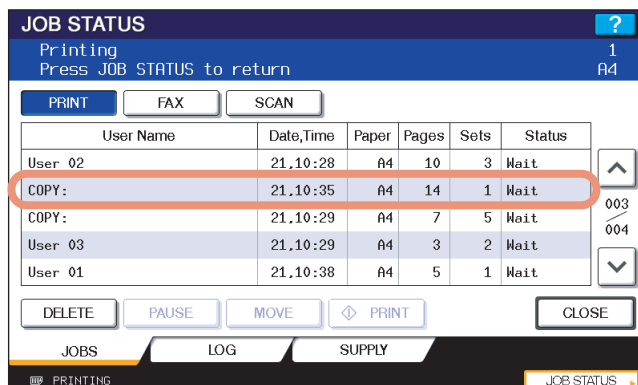 JOB STATUS ?
Printing 1
Press JOB STATUS to return A4
PRINT FAX SCAN
User Name Date,Time Paper Pages Sets Status
User 02 21,10:28 A4 10 3 Wait
COPY: 21,10:35 A4 14 1 Wait
COPY: 21,10:29 A4 7 5 Wait
User 03 21,10:29 A4 3 2 Wait
User 01 21,10:38 A4 5 1 Wait
003
004
DELETE PAUSE MOVE PRINT CLOSE
JOBS LOG SUPPLY
PRINTING JOB STATUS